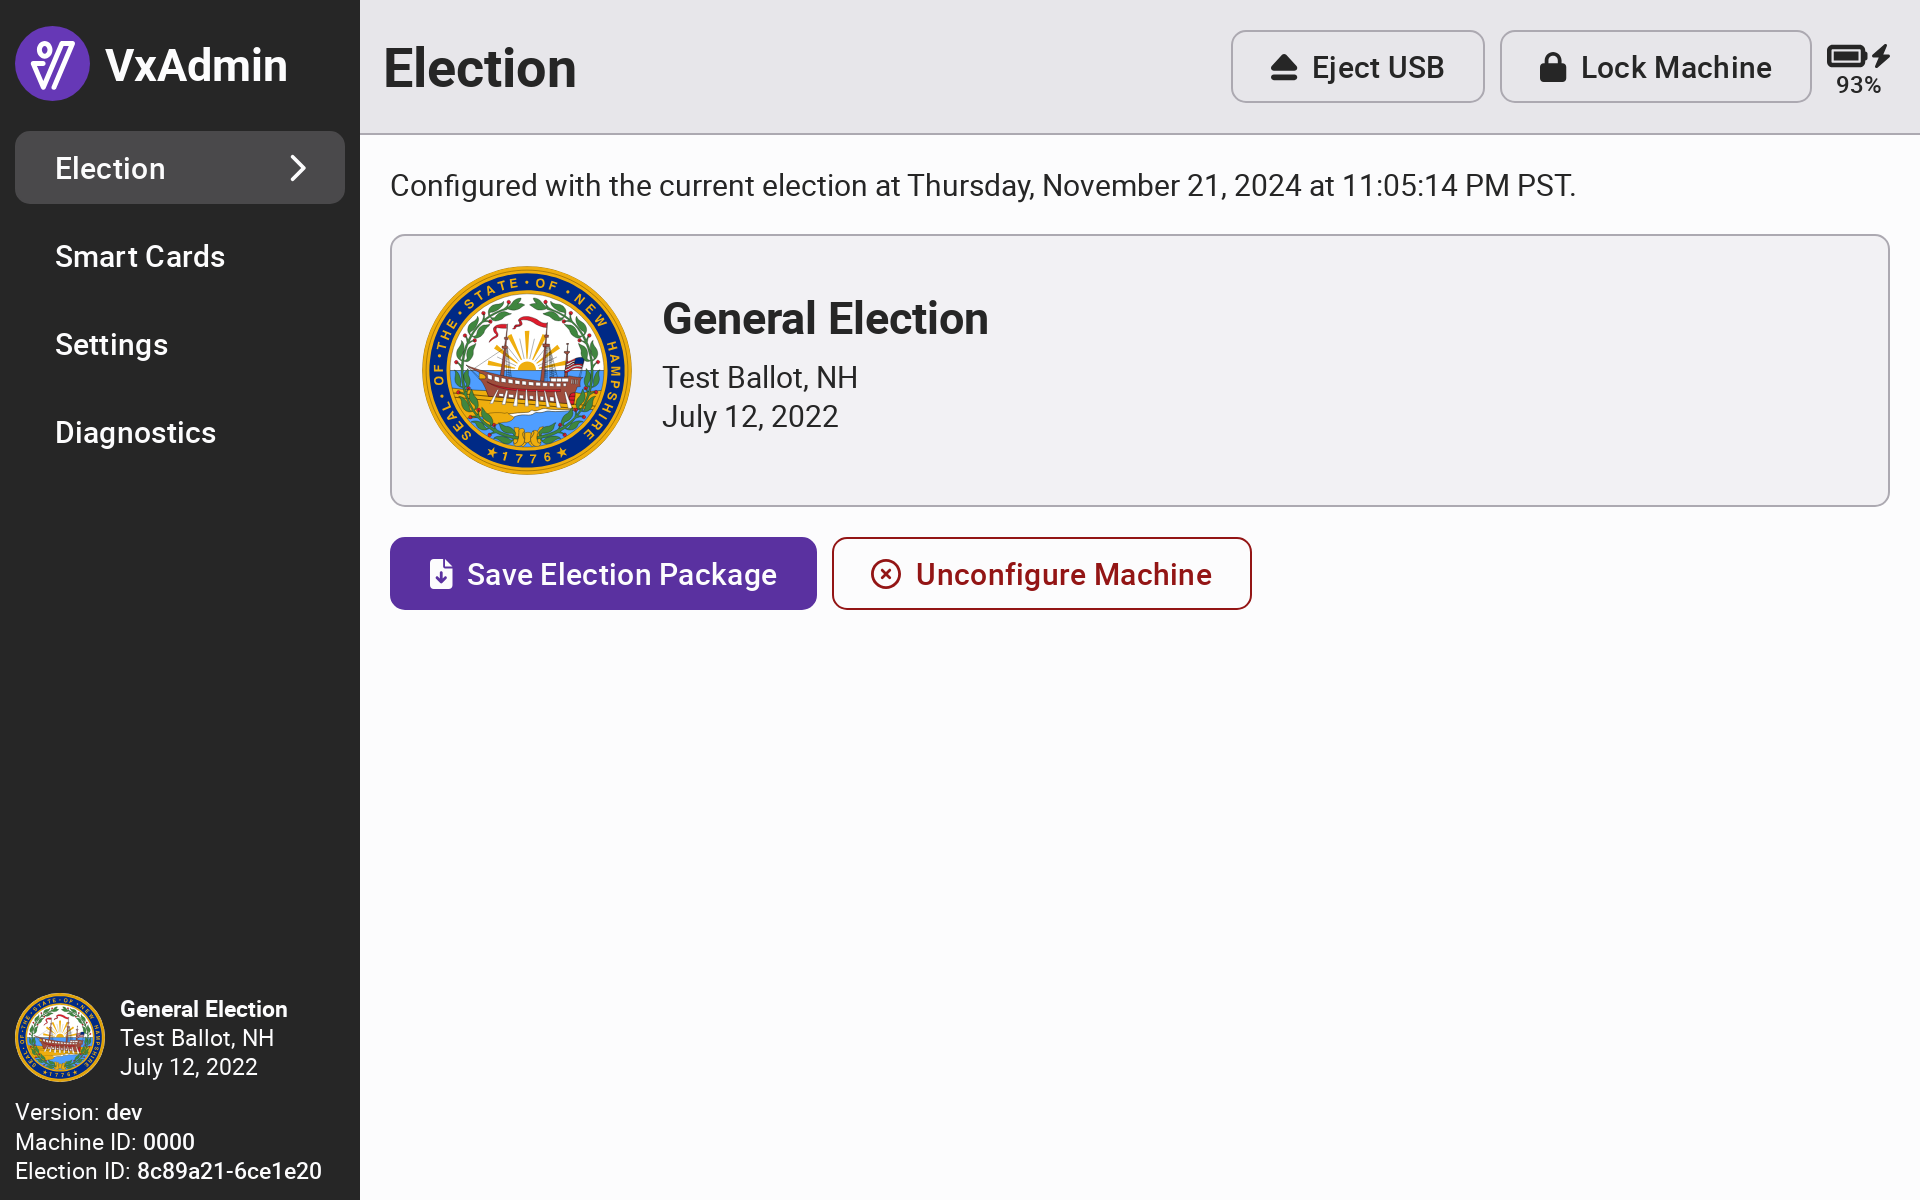 VxAdmin
Election
Smart Cards
Settings
Diagnostics
General Election
Test Ballot, NH
July 12, 2022
Version: dev
Machine ID: 0000
Election ID: 8c89a21-6ce1e20
Election
Eject USB
Lock Machine
93%
Configured with the current election at Thursday, November 21, 2024 at 11:05:14 PM PST.
SEAL · OF · THE · STATE · OF · NEW HAMPSHIRE
1776
General Election
Test Ballot, NH
July 12, 2022
Save Election Package
Unconfigure Machine